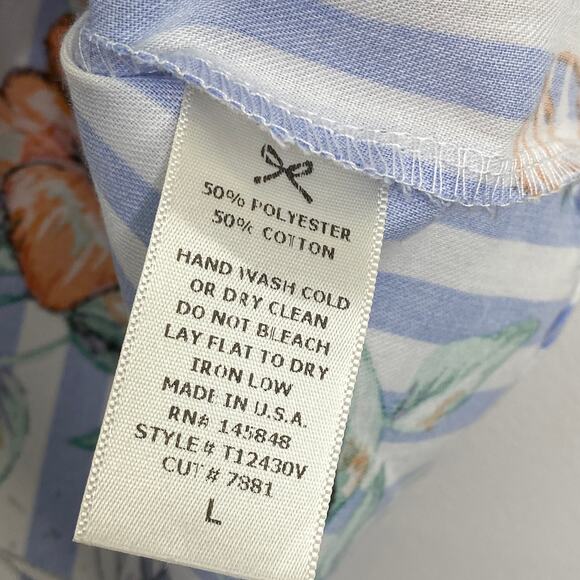 50% POLYESTER
50% COTTON
HAND WASH COLD
OR DRY CLEAN
DO NOT BLEACH
LAY FLAT TO DRY
IRON LOW
MADE IN U.S.A.
RN# 145848
STYLE# T12430V
CUT# 7881
L